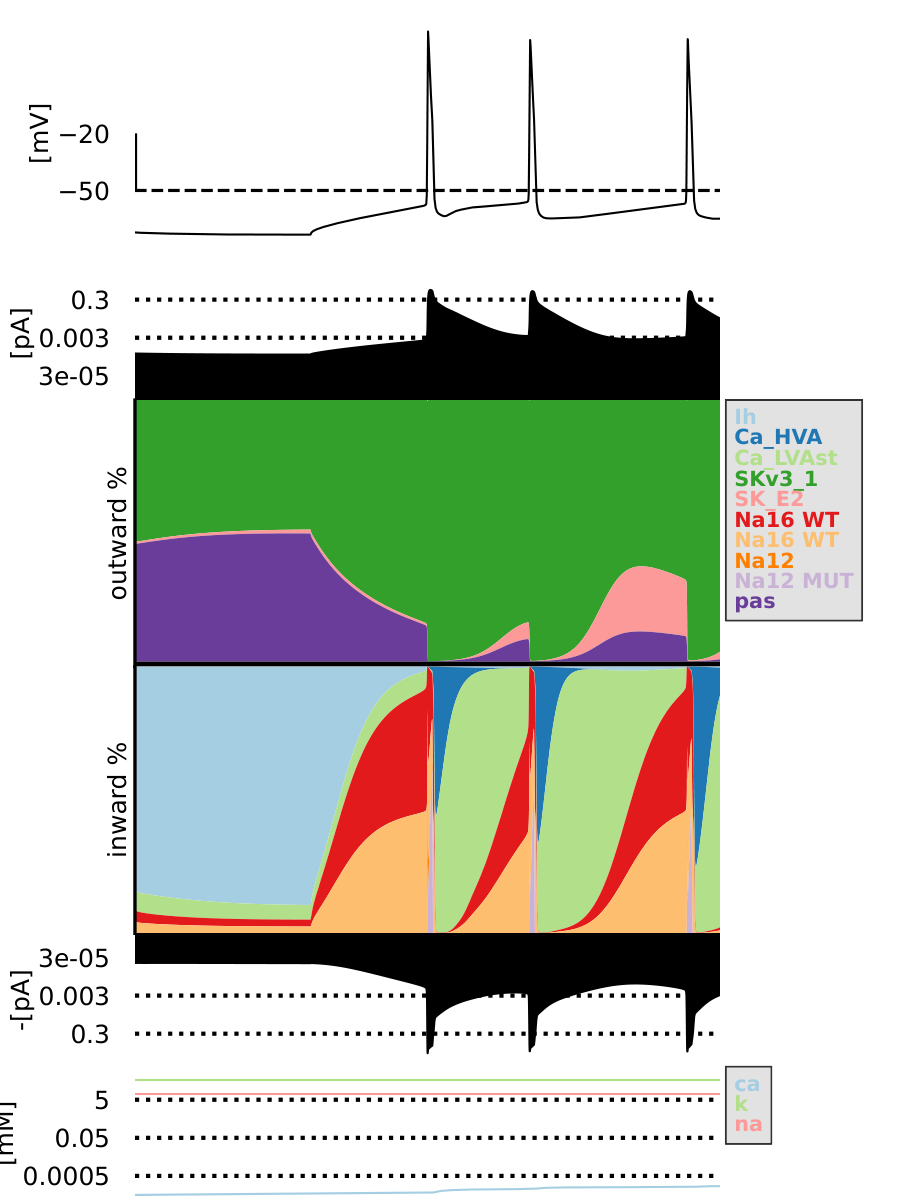 [mV]
−20
−50
[pA]
0.3
0.003
3e-05
outward %
Ih
Ca_HVA
Ca_LVAst
SKv3_1
SK_E2
Na16 WT
Na16 WT
Na12
Na12 MUT
pas
inward %
-[pA]
3e-05
0.003
0.3
[mM]
5
0.05
0.0005
ca
k
na